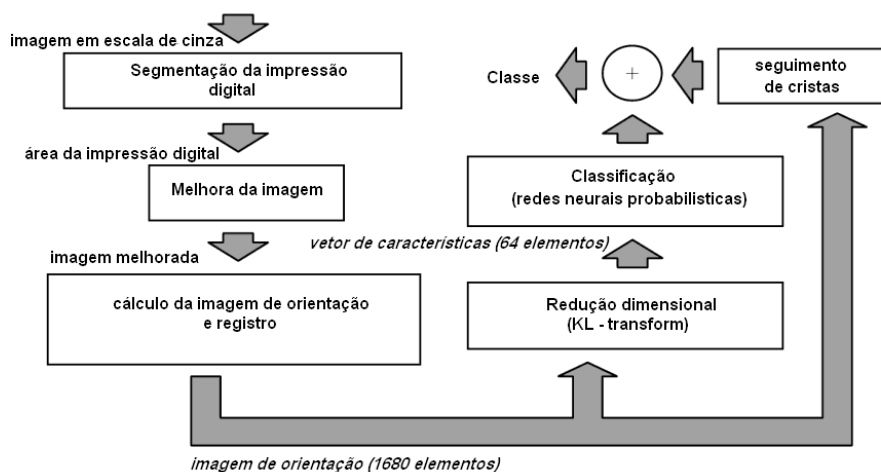 imagem em escala de cinza
Segmentação da impressão
digital
área da impressão digital
Melhora da imagem
imagem melhorada
cálculo da imagem de orientação
e registro
imagem de orientação (1680 elementos)
Redução dimensional
(KL - transform)
vetor de características (64 elementos)
Classificação
(redes neurais probabilisticas)
seguimento
de cristas
+
Classe